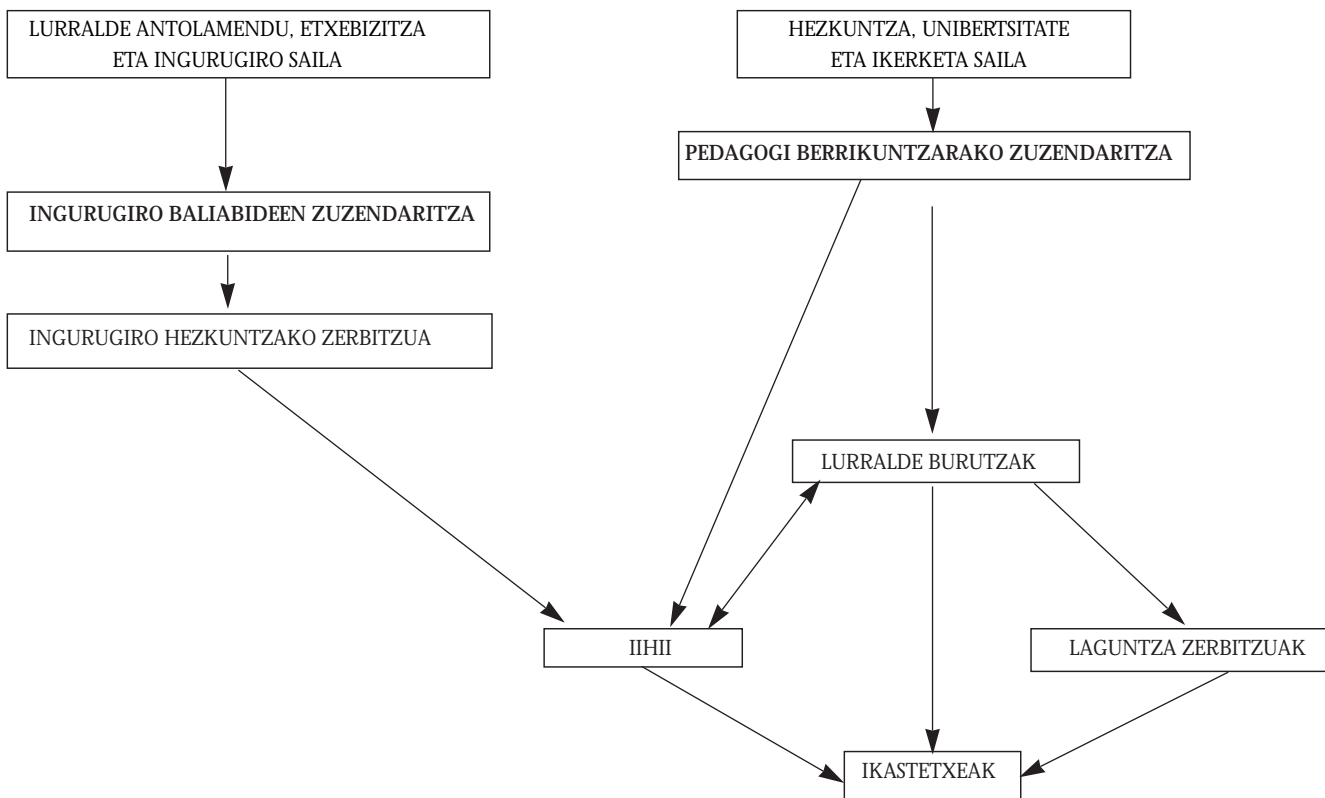 LURRALDE ANTOLAMENDU, ETXEBIZITZA
ETA INGURUGIRO SAILA
HEZKUNTZA, UNIBERTSITATE
ETA IKERKETA SAILA
PEDAGOGI BERRIKUNTZARAKO ZUZENDARITZA
INGURUGIRO BALIABIDEEN ZUZENDARITZA
INGURUGIRO HEZKUNTZAKO ZERBITZUA
LURRALDE BURUTZAK
IIHII
LAGUNTZA ZERBITZUAK
IKASTETXEAK